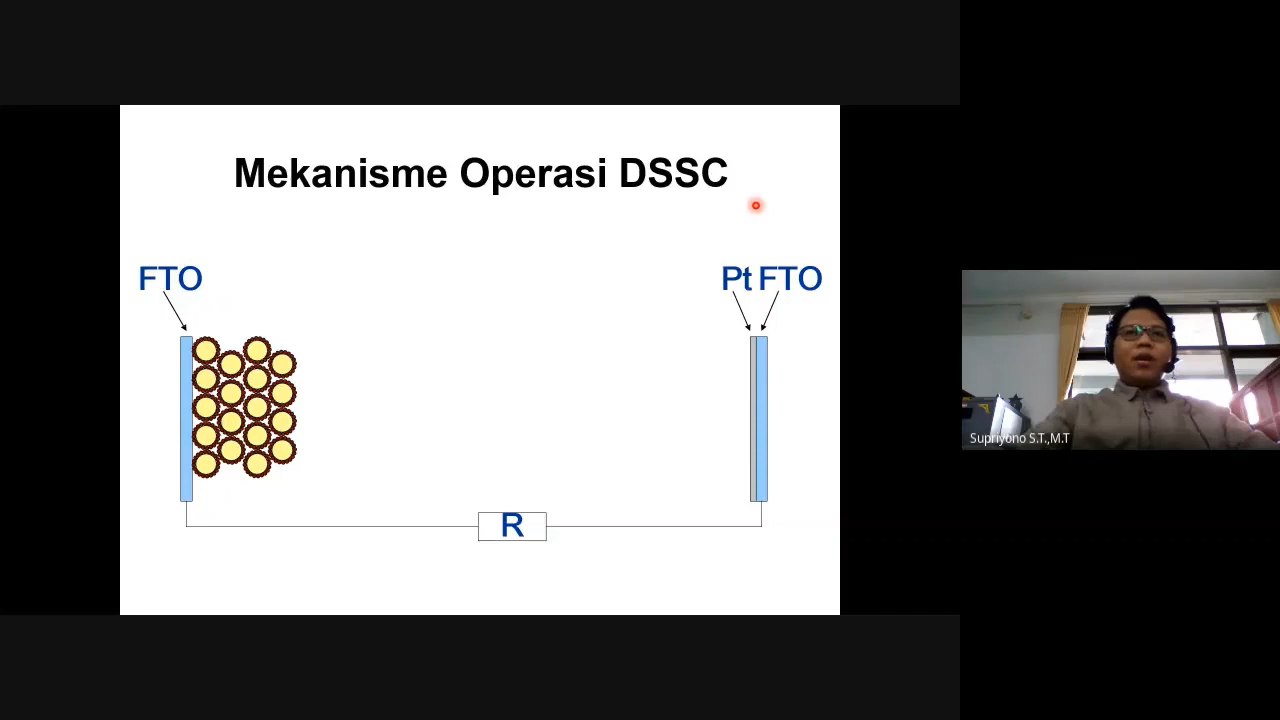 Mekanisme Operasi DSSC
FTO
Pt FTO
R
Supriyono S.T.,M.T